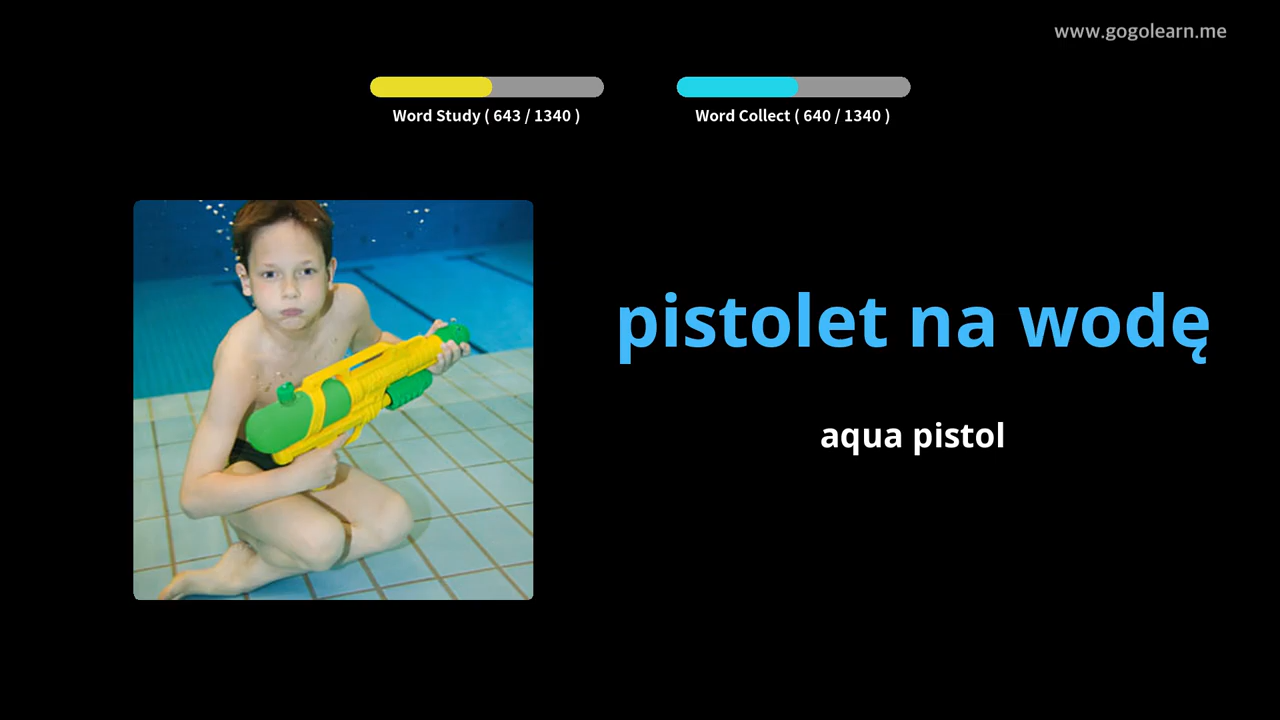 www.gogolearn.me
Word Study ( 643 / 1340 )
Word Collect ( 640 / 1340 )
pistolet na wodę
aqua pistol